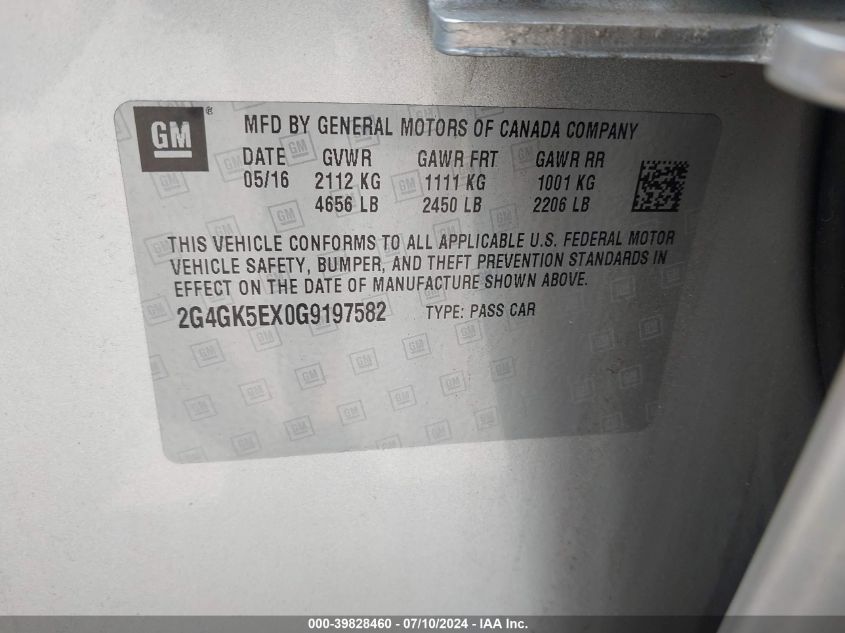 GM ®
MFD BY GENERAL MOTORS OF CANADA COMPANY
DATE GVWR GAWR FRT GAWR RR
05/16 2112 KG 1111 KG 1001 KG
4656 LB 2450 LB 2206 LB
THIS VEHICLE CONFORMS TO ALL APPLICABLE U.S. FEDERAL MOTOR
VEHICLE SAFETY, BUMPER, AND THEFT PREVENTION STANDARDS IN
EFFECT ON THE DATE OF MANUFACTURE SHOWN ABOVE.
2G4GK5EX0G9197582 TYPE: PASS CAR
000-39828460 - 07/10/2024 - IAA Inc.